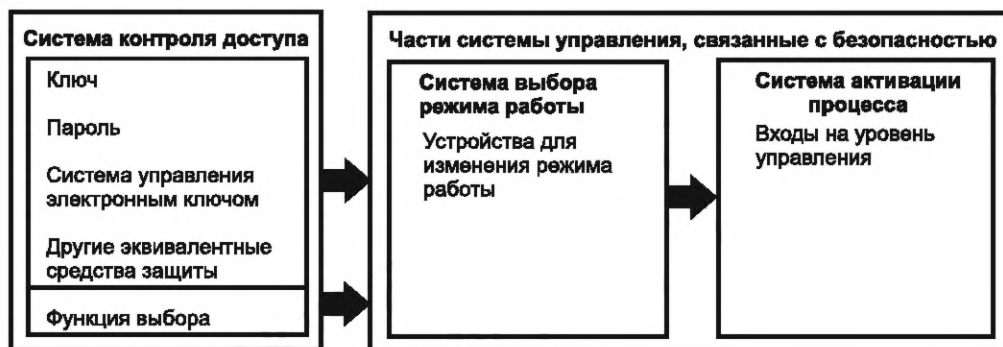 Система контроля доступа
Ключ
Пароль
Система управления
электронным ключом
Другие эквивалентные
средства защиты
Функция выбора
Части системы управления, связанные с безопасностью
Система выбора
режима работы
Устройства для
изменения режима
работы
Система активации
процесса
Входы на уровень
управления